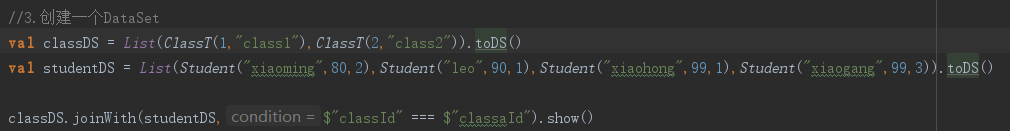 //3.创建一个DataSet
val classDS = List(ClassT(1,"class1"),ClassT(2,"class2")).toDS()
val studentDS = List(Student("xiaoming",80,2),Student("leo",90,1),Student("xiaohong",99,1),Student("xiaogang",99,3)).toDS()
classDS.joinWith(studentDS, condition = $"classId" === $"classaId").show()